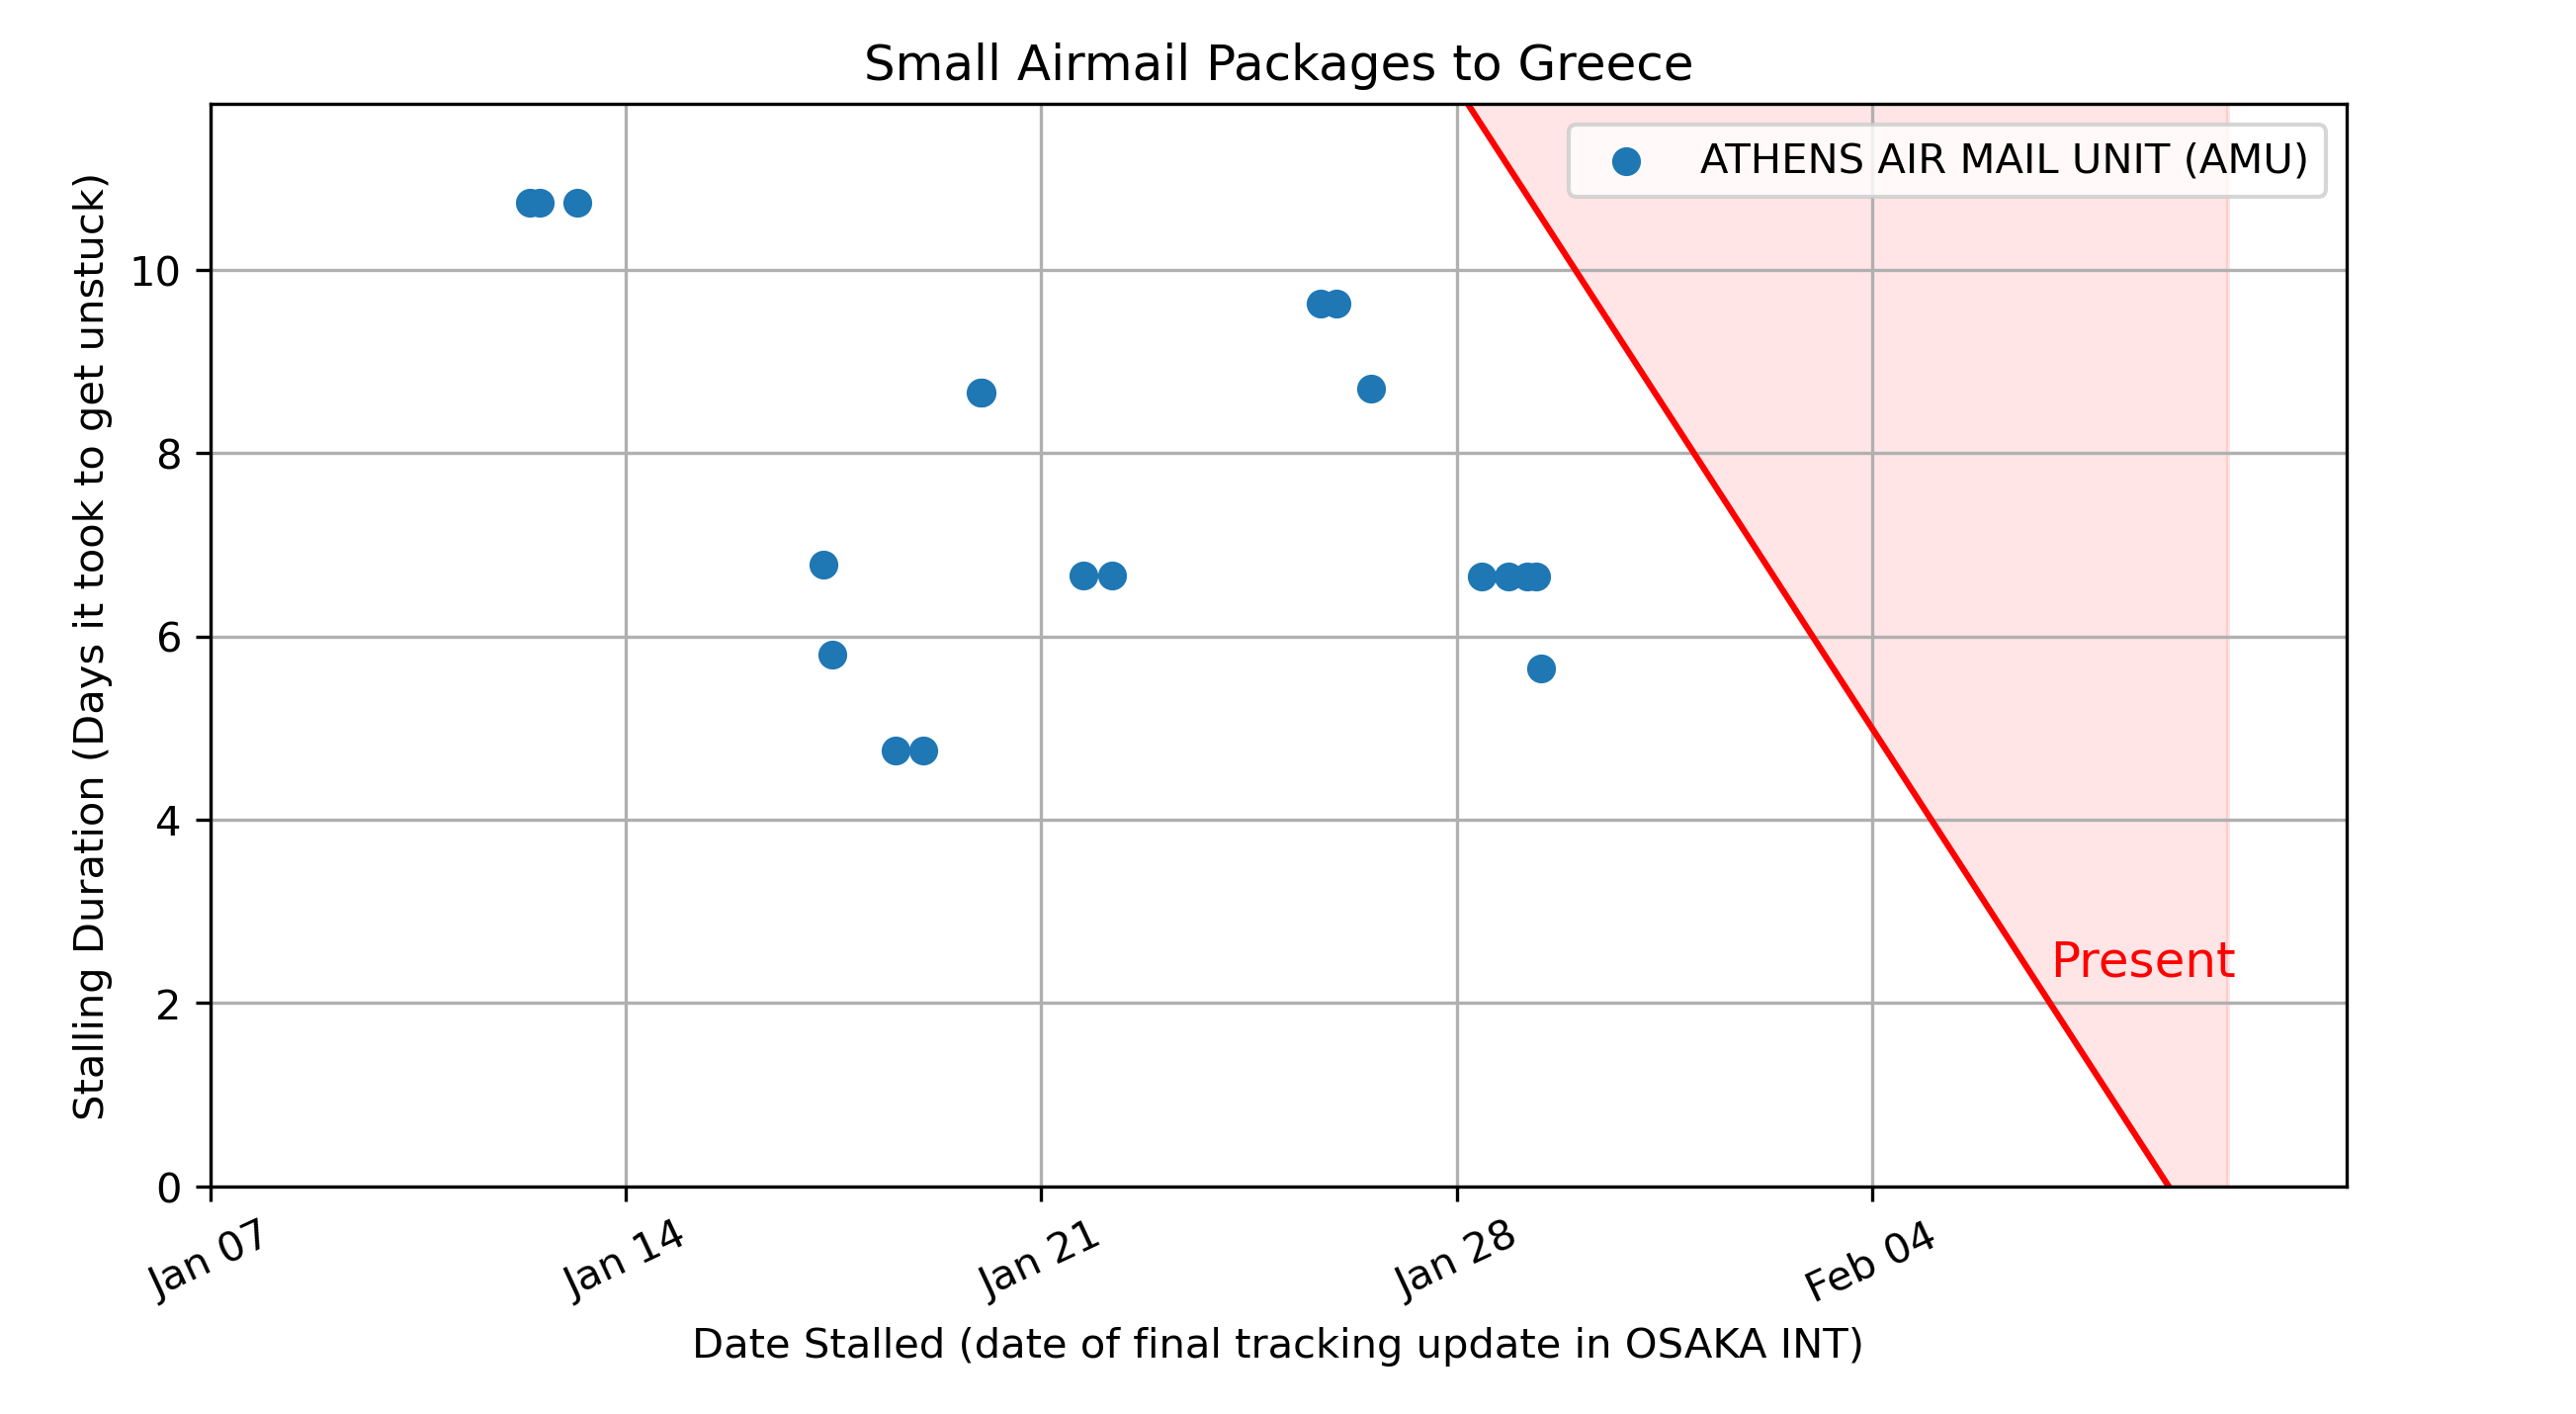 Small Airmail Packages to Greece
ATHENS AIR MAIL UNIT (AMU)
Stalling Duration (Days it took to get unstuck)
10
8
6
4
2
0
Present
Jan 07
Jan 14
Jan 21
Jan 28
Feb 04
Date Stalled (date of final tracking update in OSAKA INT)